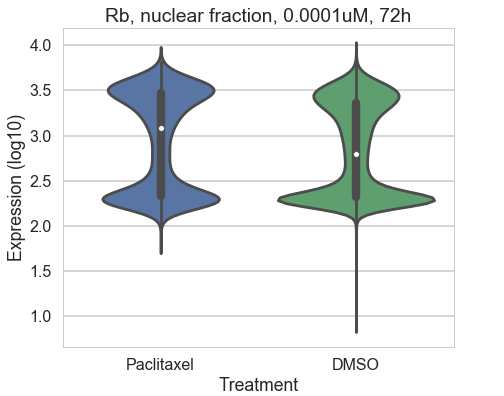 Rb, nuclear fraction, 0.0001uM, 72h
4.0
3.5
3.0
2.5
2.0
1.5
1.0
Expression (log10)
Paclitaxel DMSO
Treatment